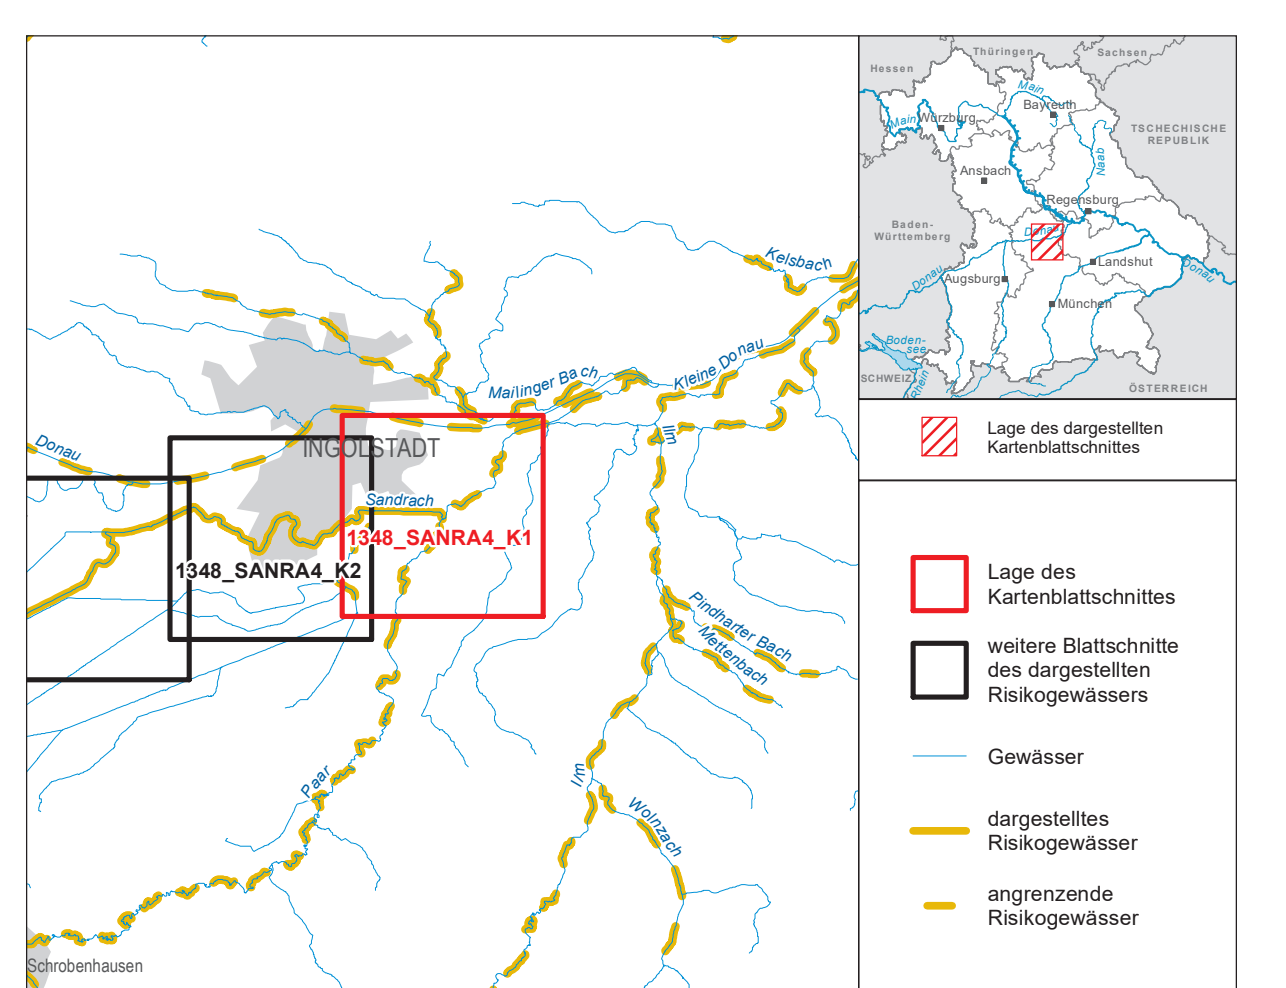 Kelsbach
Kleine Donau
Mailinger Bach
Ilm
Donau
INGOLSTADT
Sandrach
1348_SANRA4_K1
1348_SANRA4_K2
Pindharter Bach
Mettenbach
Paar
Ilm
Wolnzach
Schrobenhausen
Thüringen
Sachsen
Hessen
Main
Bayreuth
Main
Würzburg
TSCHECHISCHE
REPUBLIK
Naab
Ansbach
Regensburg
Baden-
Württemberg
Donau
Landshut
Donau
Donau
Augsburg
München
Boden-
see
SCHWEIZ
Rhein
ÖSTERREICH
Lage des dargestellten
Kartenblattschnittes
Lage des
Kartenblattschnittes
weitere Blattschnitte
des dargestellten
Risikogewässers
Gewässer
dargestelltes
Risikogewässer
angrenzende
Risikogewässer